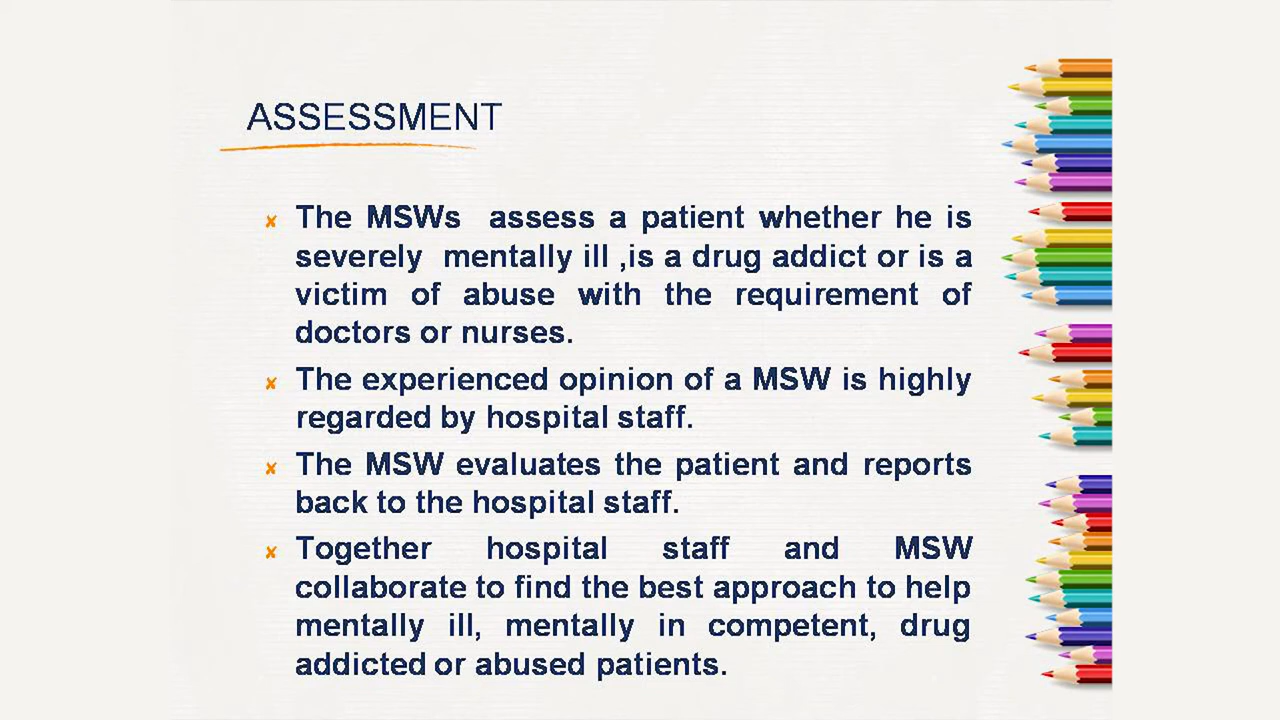 ASSESSMENT
✘ The MSWs assess a patient whether he is
severely mentally ill ,is a drug addict or is a
victim of abuse with the requirement of
doctors or nurses.
✘ The experienced opinion of a MSW is highly
regarded by hospital staff.
✘ The MSW evaluates the patient and reports
back to the hospital staff.
✘ Together hospital staff and MSW
collaborate to find the best approach to help
mentally ill, mentally in competent, drug
addicted or abused patients.